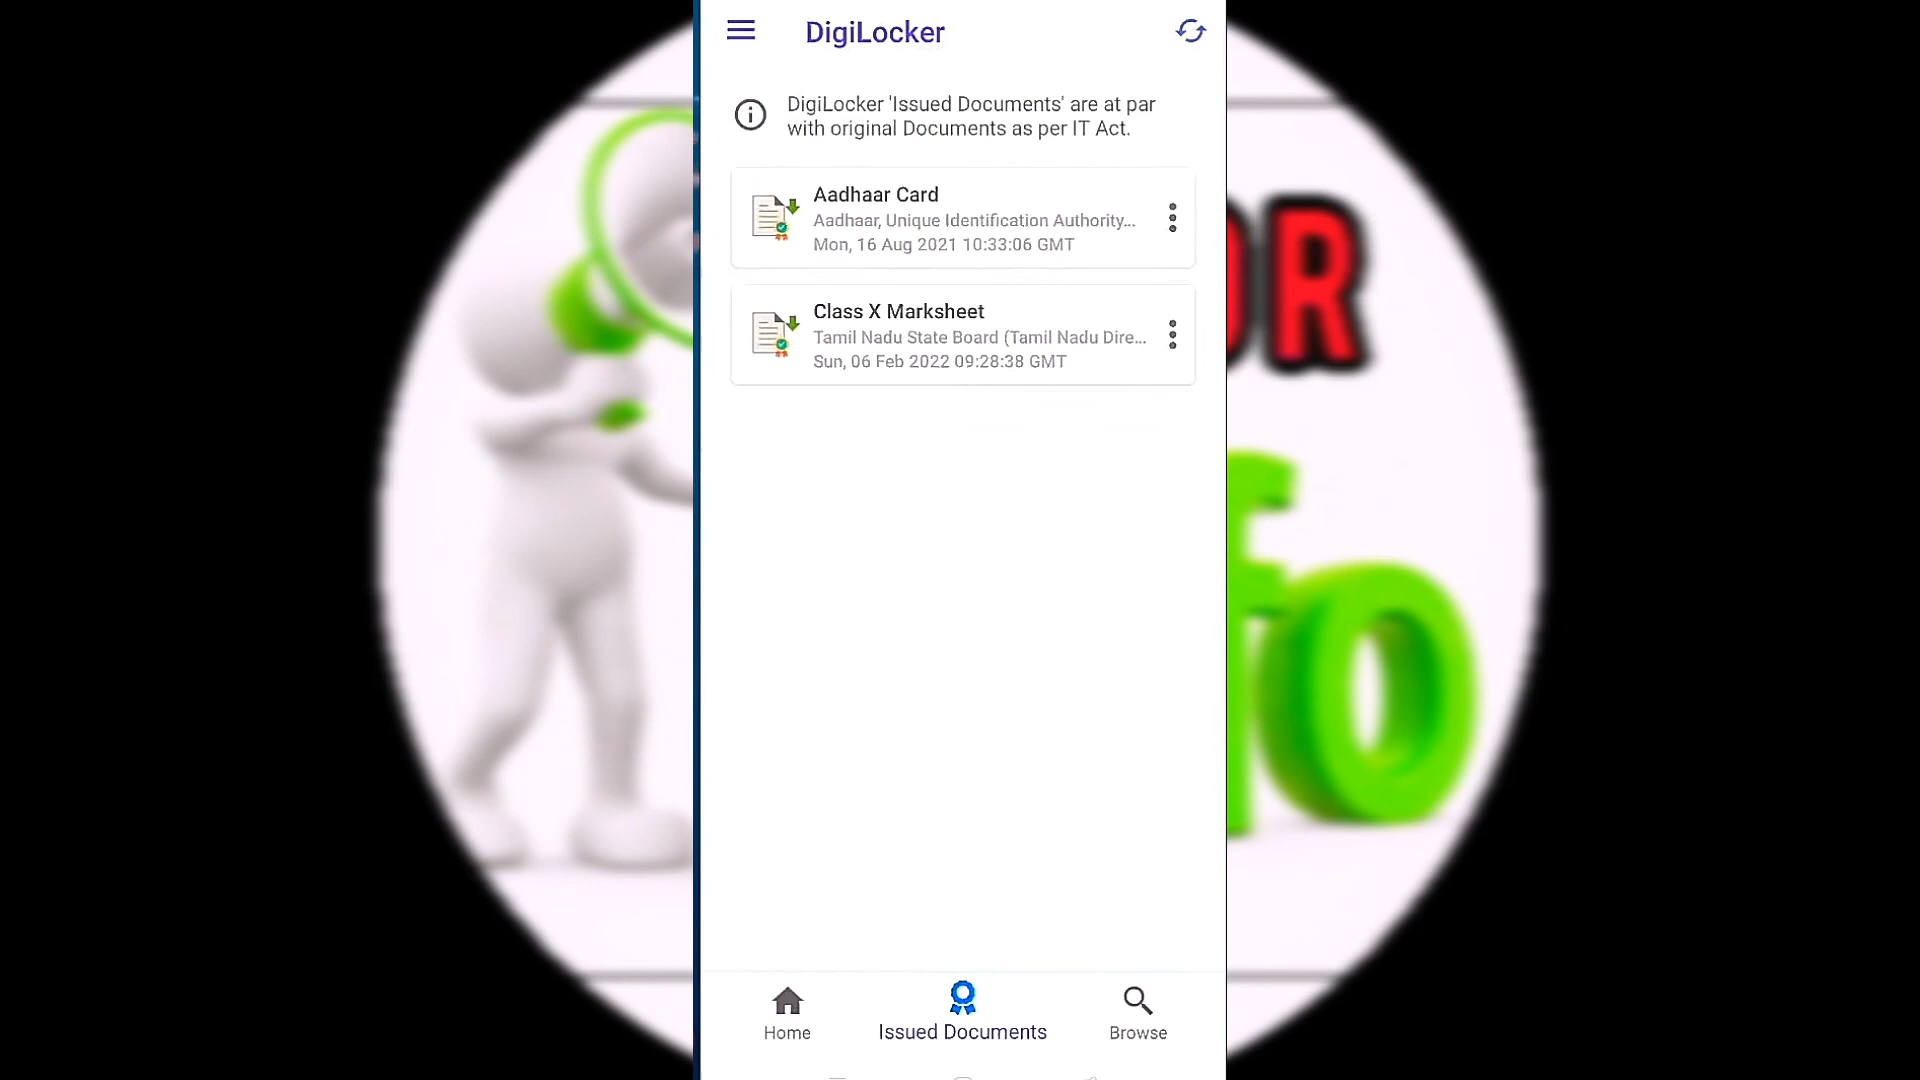 DigiLocker
DigiLocker 'Issued Documents' are at par
with original Documents as per IT Act.
Aadhaar Card
Aadhaar, Unique Identification Authority...
Mon, 16 Aug 2021 10:33:06 GMT
Class X Marksheet
Tamil Nadu State Board (Tamil Nadu Dire...
Sun, 06 Feb 2022 09:28:38 GMT
Home
Issued Documents
Browse